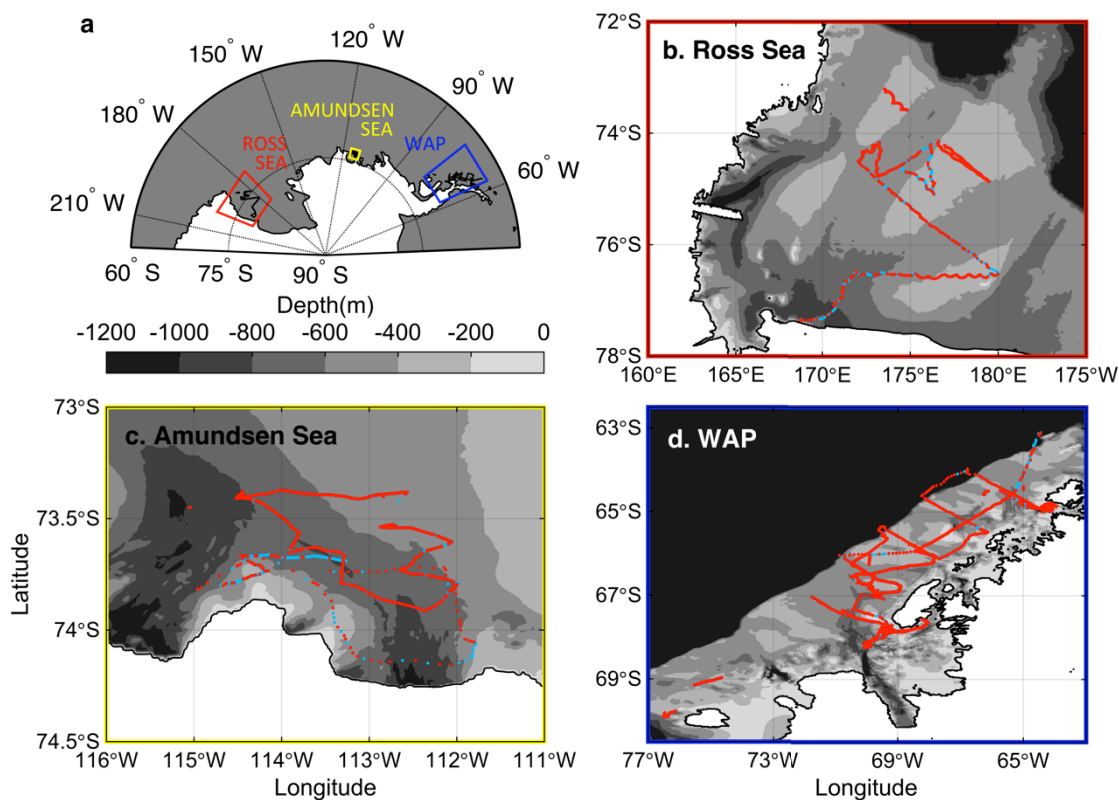 a
150° W
120° W
180° W
90° W
AMUNDSEN
SEA
ROSS
SEA
WAP
210° W
60° W
60° S
75° S
90° S
Depth(m)
-1200 -1000 -800 -600 -400 -200 0
b. Ross Sea
72°S
74°S
76°S
78°S
160°E 165°E 170°E 175°E 180°E 175°W
c. Amundsen Sea
73°S
73.5°S
74°S
74.5°S
Latitude
116°W 115°W 114°W 113°W 112°W 111°W
Longitude
d. WAP
63°S
65°S
67°S
69°S
77°W 73°W 69°W 65°W
Longitude